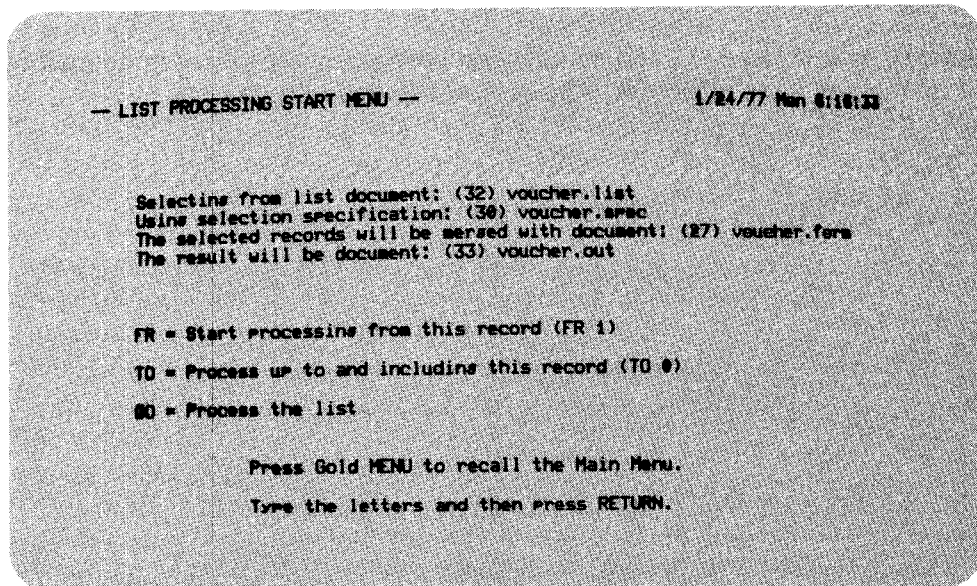 — LIST PROCESSING START MENU — 1/24/77 Mon
Selecting from list document: (32) voucher.list
Using selection specification: (30) voucher.spec
The selected records will be merged with document: (27) voucher.form
The result will be document: (33) voucher.out
FR = Start processing from this record (FR 1)
TO = Process up to and including this record (TO 0)
GO = Process the list
Press Gold MENU to recall the Main Menu.
Type the letters and then press RETURN.